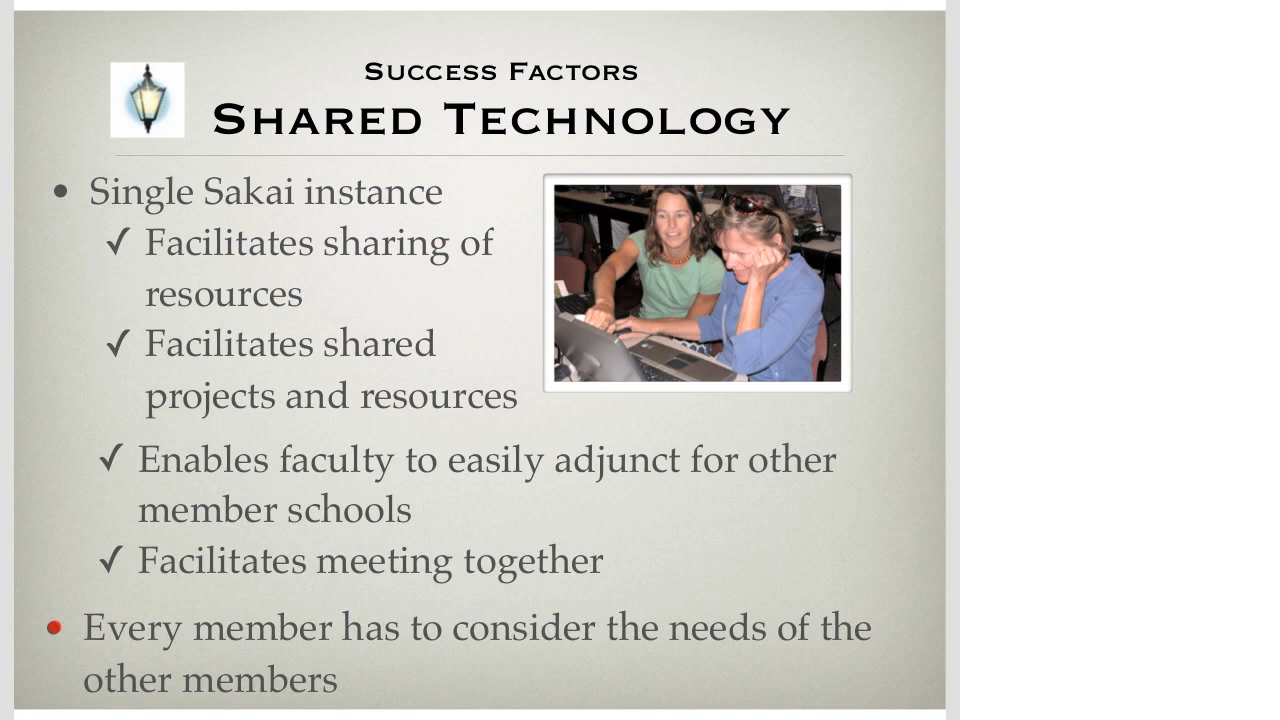 Success Factors
Shared Technology
• Single Sakai instance
✓ Facilitates sharing of
resources
✓ Facilitates shared
projects and resources
✓ Enables faculty to easily adjunct for other
member schools
✓ Facilitates meeting together
• Every member has to consider the needs of the
other members